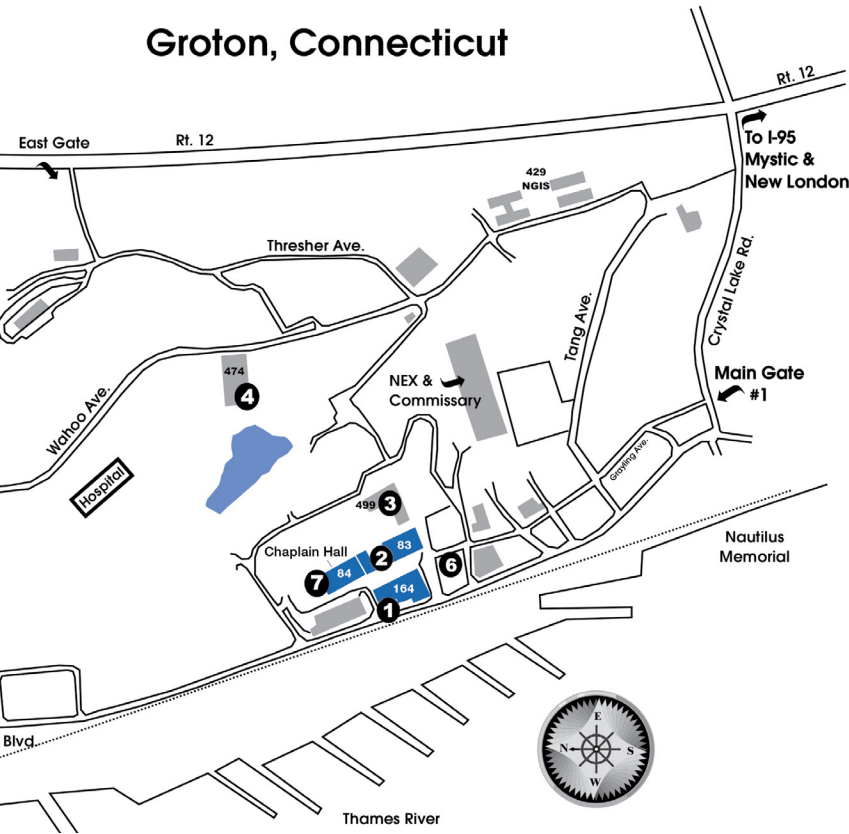 Groton, Connecticut
Rt. 12
East Gate
Rt. 12
To I-95
Mystic &
New London
429
NGIS
Thresher Ave.
Crystal Lake Rd.
Tang Ave.
474
4
NEX &
Commissary
Main Gate
#1
Wahoo Ave.
Hospital
Grayling Ave.
499
3
Chaplain Hall
83
2
84
7
164
1
6
Nautilus
Memorial
Blvd.
E
N
S
W
Thames River